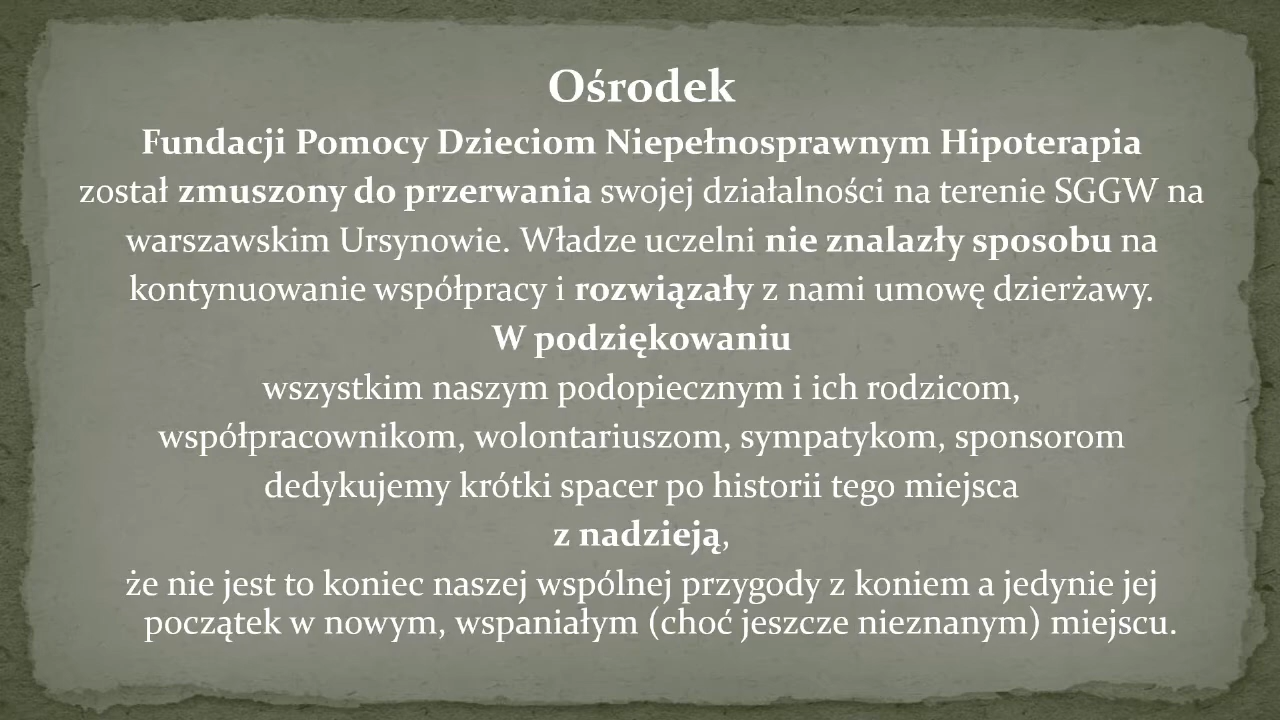 Ośrodek
Fundacji Pomocy Dzieciom Niepełnosprawnym Hipoterapia
został zmuszony do przerwania swojej działalności na terenie SGGW na
warszawskim Ursynowie. Władze uczelni nie znalazły sposobu na
kontynuowanie współpracy i rozwiązały z nami umowę dzierżawy.
W podziękowaniu
wszystkim naszym podopiecznym i ich rodzicom,
współpracownikom, wolontariuszom, sympatykom, sponsorom
dedykujemy krótki spacer po historii tego miejsca
z nadzieją,
że nie jest to koniec naszej wspólnej przygody z koniem a jedynie jej
początek w nowym, wspaniałym (choć jeszcze nieznanym) miejscu.